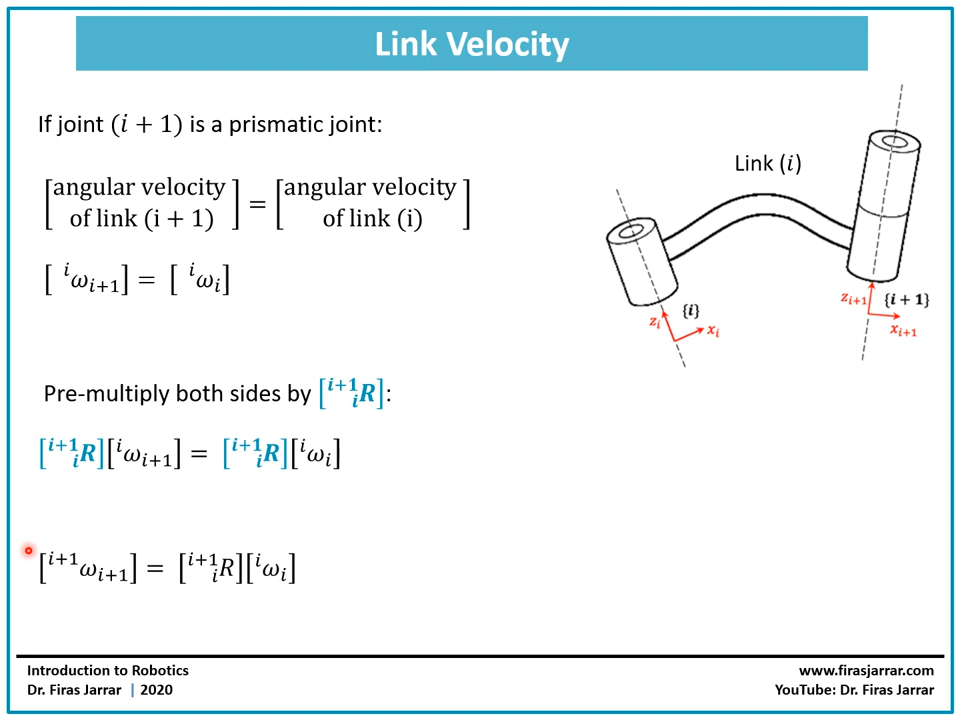 Link Velocity
If joint (i + 1) is a prismatic joint:
[angular velocity of link (i + 1)] = [angular velocity of link (i)]
[ ⁱω_{i+1}] = [ ⁱω_i]
Link (i)
{i}
z_i
x_i
z_{i+1}
{i + 1}
x_{i+1}
Pre-multiply both sides by [^{i+1}_iR]:
[^{i+1}_iR][ⁱω_{i+1}] = [^{i+1}_iR][ⁱω_i]
[^{i+1}ω_{i+1}] = [^{i+1}_iR][ⁱω_i]
Introduction to Robotics
Dr. Firas Jarrar | 2020
www.firasjarrar.com
YouTube: Dr. Firas Jarrar